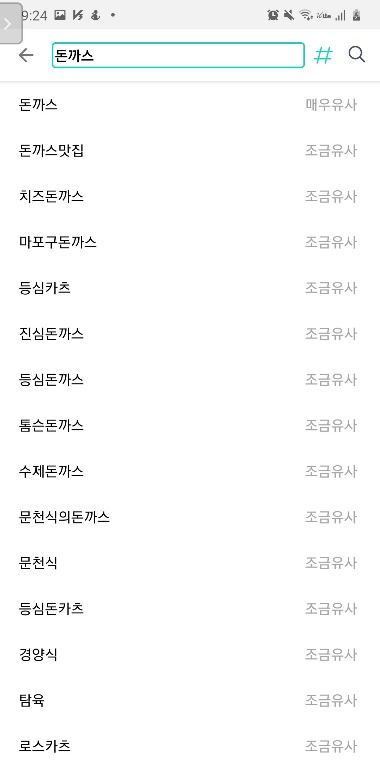 9:24
돈까스 #
돈까스 매우유사
돈까스맛집 조금유사
치즈돈까스 조금유사
마포구돈까스 조금유사
등심카츠 조금유사
진심돈까스 조금유사
등심돈까스 조금유사
톰슨돈까스 조금유사
수제돈까스 조금유사
문천식의돈까스 조금유사
문천식 조금유사
등심돈카츠 조금유사
경양식 조금유사
탐육 조금유사
로스카츠 조금유사